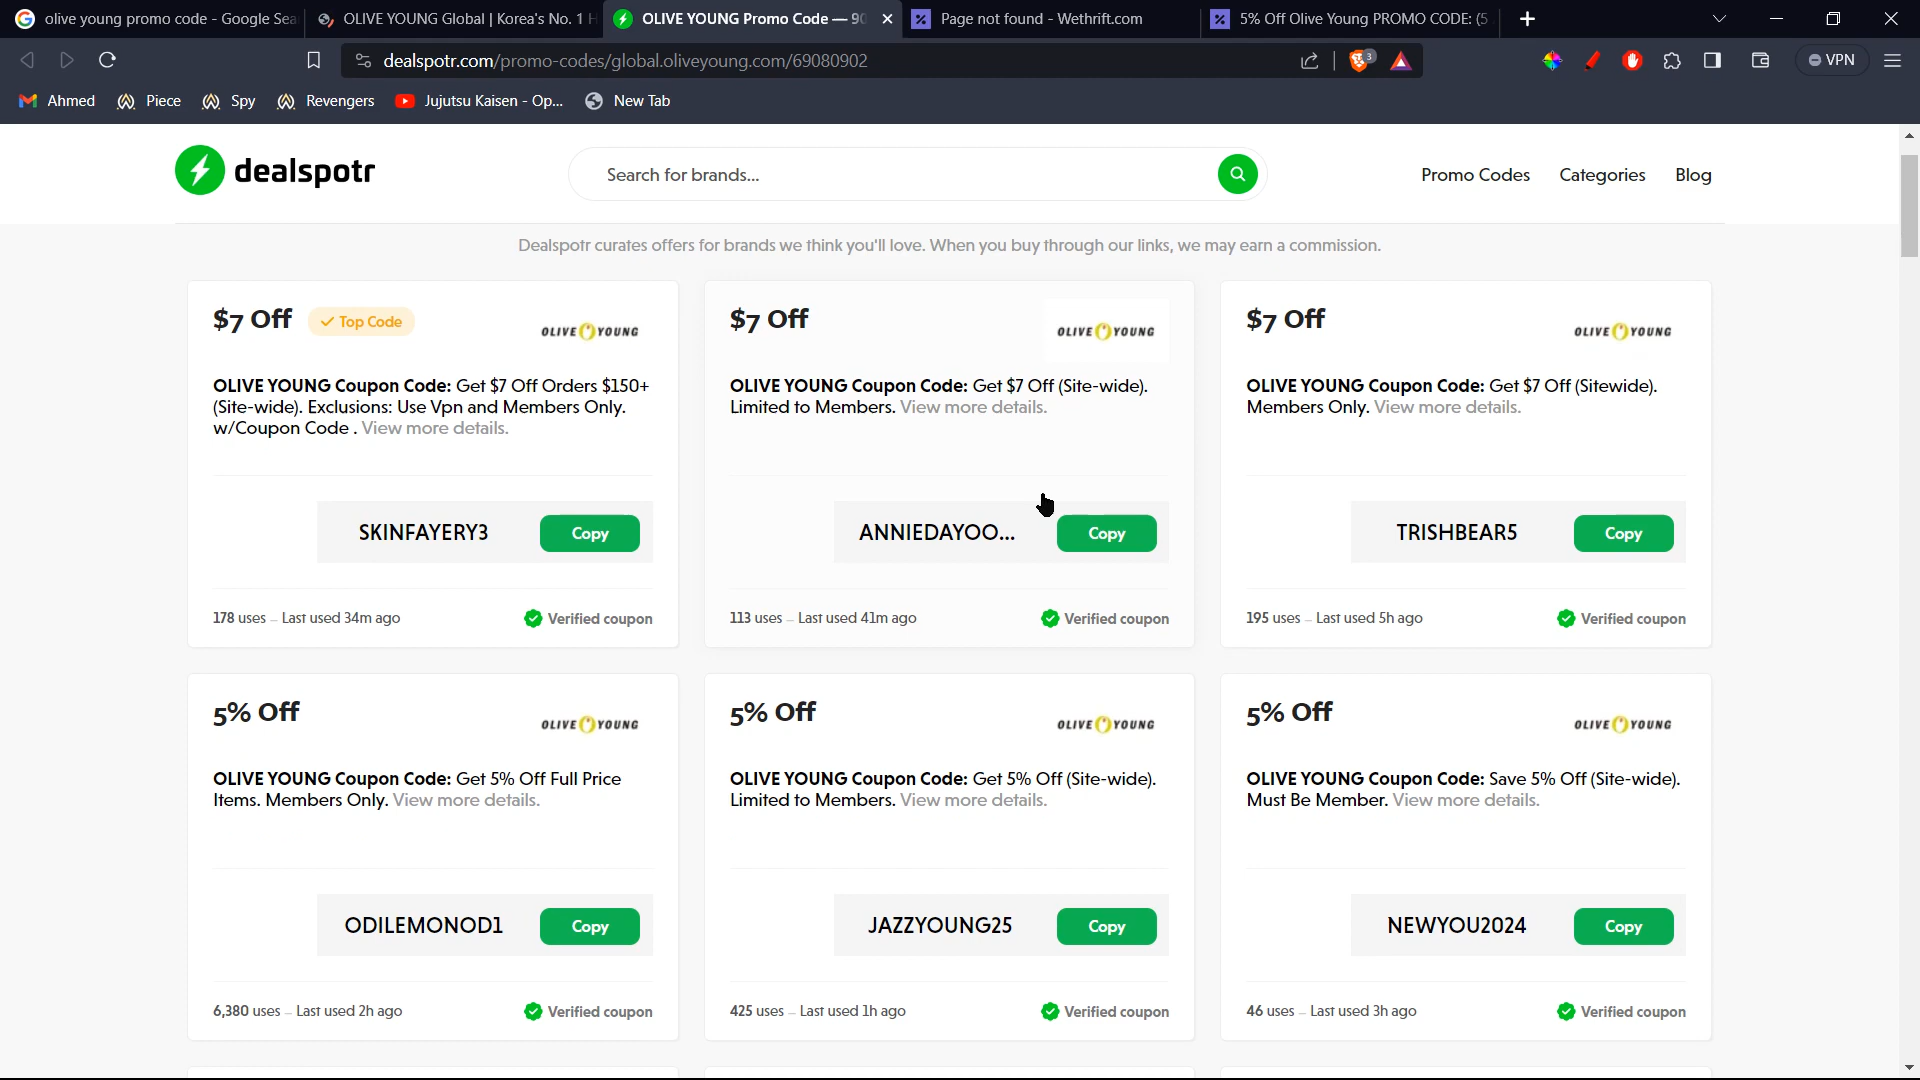 olive young promo code - Google Sea
OLIVE YOUNG Global | Korea's No. 1 H
OLIVE YOUNG Promo Code — 90
Page not found - Wethrift.com
5% Off Olive Young PROMO CODE: (5
dealspotr.com/promo-codes/global.oliveyoung.com/69080902
3
VPN
Ahmed
Piece
Spy
Revengers
Jujutsu Kaisen - Op...
New Tab
dealspotr
Search for brands...
Promo Codes
Categories
Blog
Dealspotr curates offers for brands we think you'll love. When you buy through our links, we may earn a commission.
$7 Off
Top Code
OLIVE YOUNG
OLIVE YOUNG Coupon Code: Get $7 Off Orders $150+
(Site-wide). Exclusions: Use Vpn and Members Only.
w/Coupon Code . View more details.
SKINFAYERY3
Copy
178 uses – Last used 34m ago
Verified coupon
$7 Off
OLIVE YOUNG
OLIVE YOUNG Coupon Code: Get $7 Off (Site-wide).
Limited to Members. View more details.
ANNIEDAYOO...
Copy
113 uses – Last used 41m ago
Verified coupon
$7 Off
OLIVE YOUNG
OLIVE YOUNG Coupon Code: Get $7 Off (Sitewide).
Members Only. View more details.
TRISHBEAR5
Copy
195 uses – Last used 5h ago
Verified coupon
5% Off
OLIVE YOUNG
OLIVE YOUNG Coupon Code: Get 5% Off Full Price
Items. Members Only. View more details.
ODILEMONOD1
Copy
6,380 uses – Last used 2h ago
Verified coupon
5% Off
OLIVE YOUNG
OLIVE YOUNG Coupon Code: Get 5% Off (Site-wide).
Limited to Members. View more details.
JAZZYOUNG25
Copy
425 uses – Last used 1h ago
Verified coupon
5% Off
OLIVE YOUNG
OLIVE YOUNG Coupon Code: Save 5% Off (Site-wide).
Must Be Member. View more details.
NEWYOU2024
Copy
46 uses – Last used 3h ago
Verified coupon